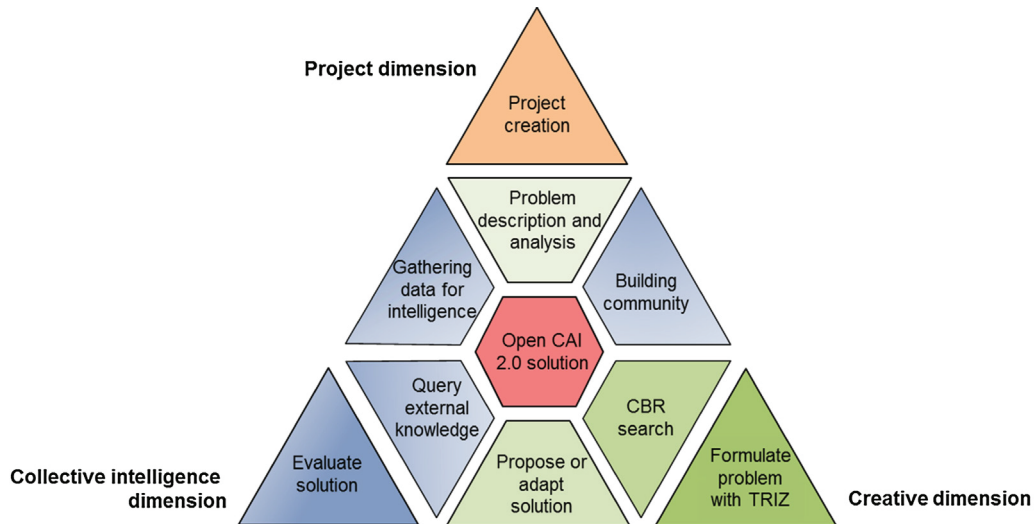 Project dimension
Project
creation
Problem
description and
analysis
Gathering
data for
intelligence
Building
community
Open CAI
2.0 solution
Query
external
knowledge
CBR
search
Evaluate
solution
Propose or
adapt
solution
Formulate
problem
with TRIZ
Collective intelligence
dimension
Creative dimension